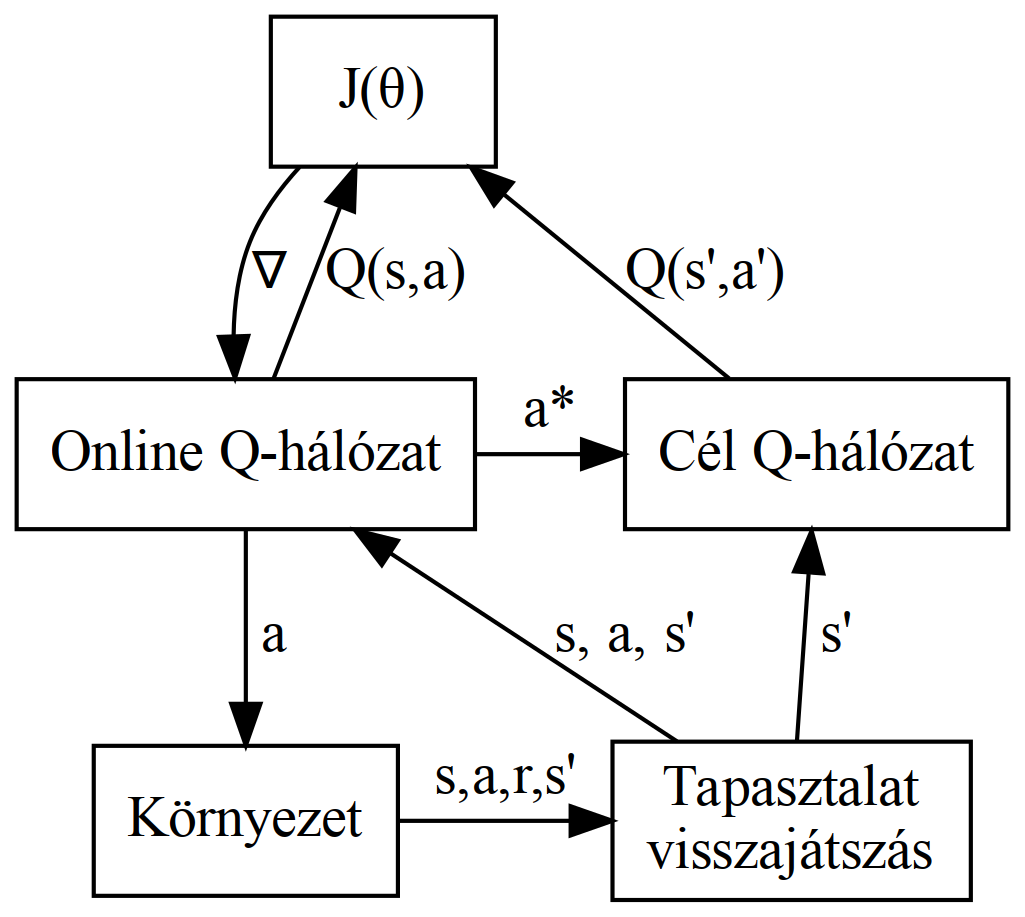 J(θ)
∇
Q(s,a)
Q(s',a')
Online Q-hálózat
a*
Cél Q-hálózat
a
s, a, s'
s'
Környezet
s,a,r,s'
Tapasztalat
visszajátszás